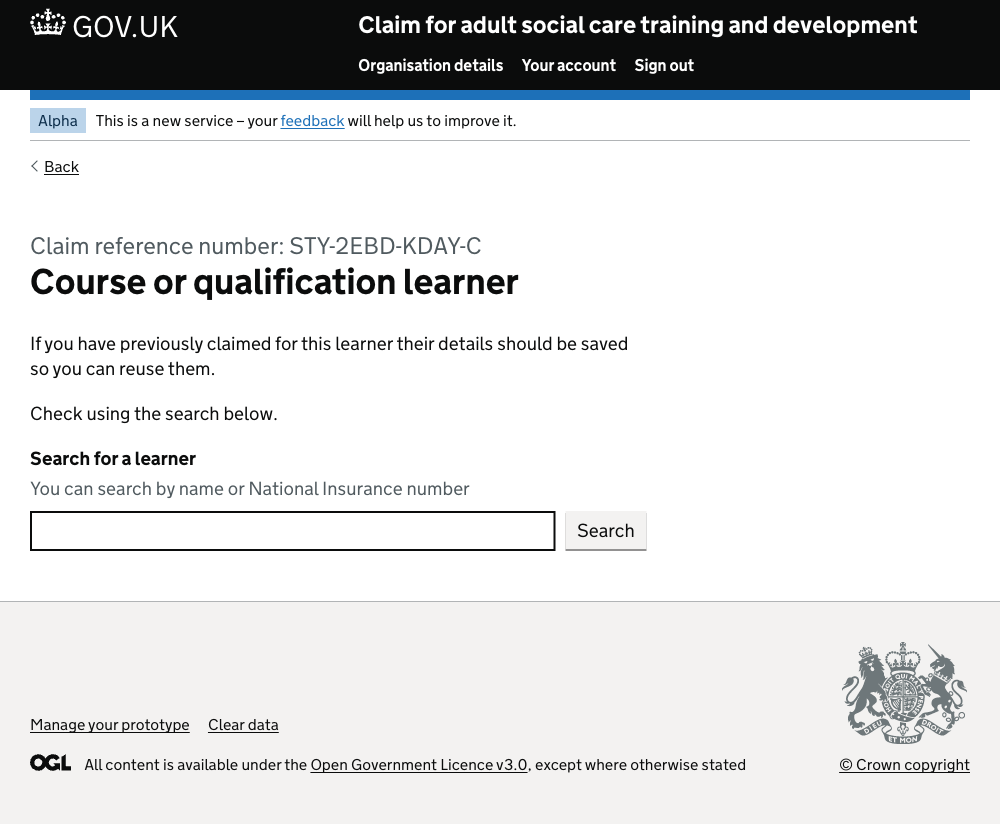 GOV.UK
Claim for adult social care training and development
Organisation details Your account Sign out
Alpha This is a new service – your feedback will help us to improve it.
Back
Claim reference number: STY-2EBD-KDAY-C
Course or qualification learner
If you have previously claimed for this learner their details should be saved
so you can reuse them.
Check using the search below.
Search for a learner
You can search by name or National Insurance number
Search
Manage your prototype Clear data
OGL All content is available under the Open Government Licence v3.0, except where otherwise stated
DIEU ET MON DROIT
© Crown copyright